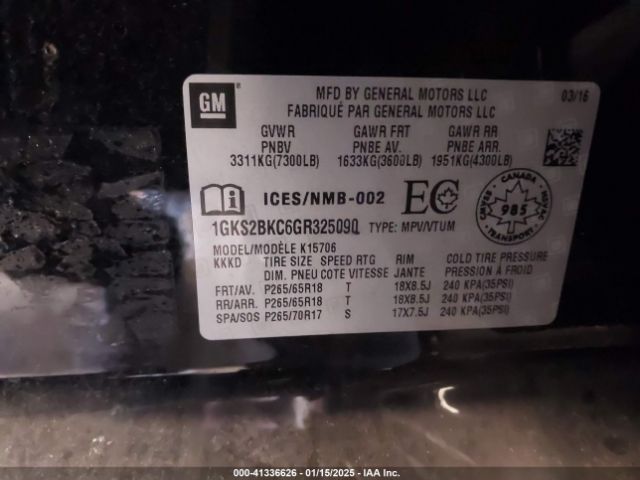 GM
MFD BY GENERAL MOTORS LLC 03/16
FABRIQUÉ PAR GENERAL MOTORS LLC
GVWR GAWR FRT GAWR RR
PNBV PNBE AV. PNBE ARR.
3311KG(7300LB) 1633KG(3600LB) 1951KG(4300LB)
ICES/NMB-002 EC
CANADA
985
TRANSPORT
1GKS2BKC6GR325090 TYPE: MPV/VTUM
MODEL/MODÈLE K15706
KKKD TIRE SIZE SPEED RTG RIM COLD TIRE PRESSURE
DIM. PNEU COTE VITESSE JANTE PRESSION À FROID
FRT/AV. P265/65R18 T 18X8.5J 240 KPA(35PSI)
RR/ARR. P265/65R18 T 18X8.5J 240 KPA(35PSI)
SPA/SOS P265/70R17 S 17X7.5J 240 KPA(35PSI)
(WWW.IAAI.COM) - 41336626 - 01/15/2025 - IAA Inc.